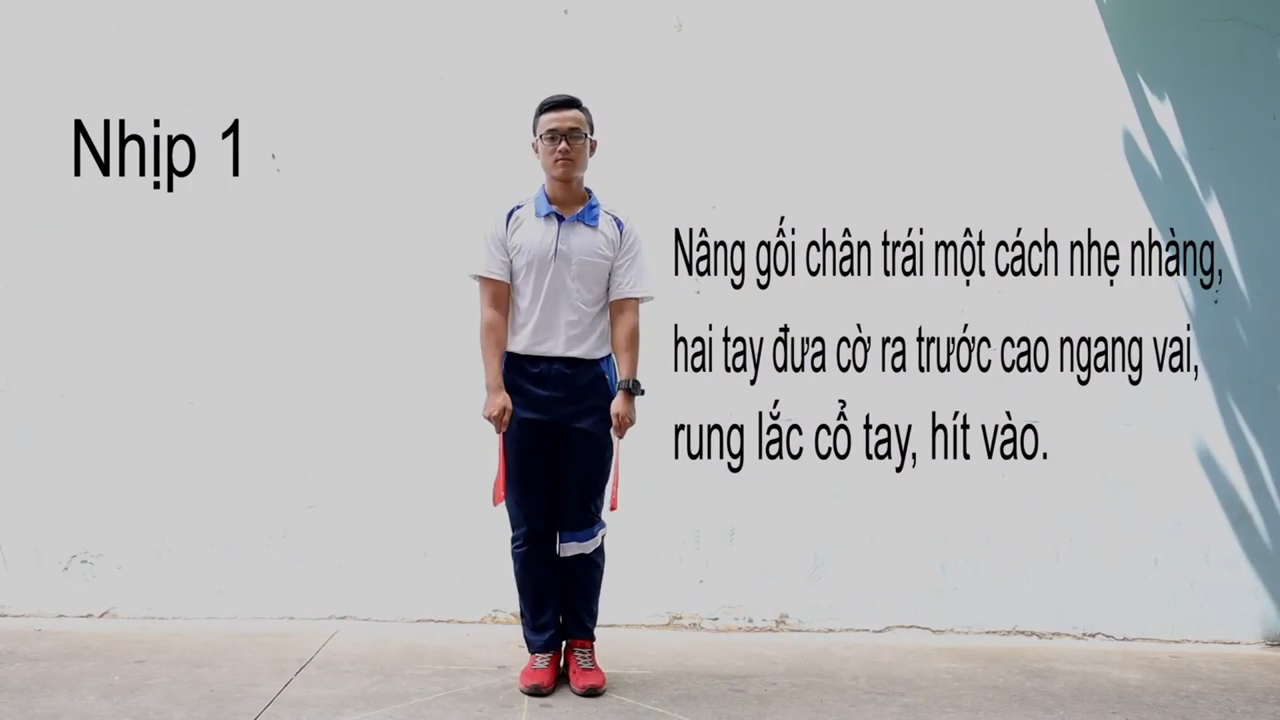 Nhịp 1
Nâng gối chân trái một cách nhẹ nhàng,
hai tay đưa cờ ra trước cao ngang vai,
rung lắc cổ tay, hít vào.